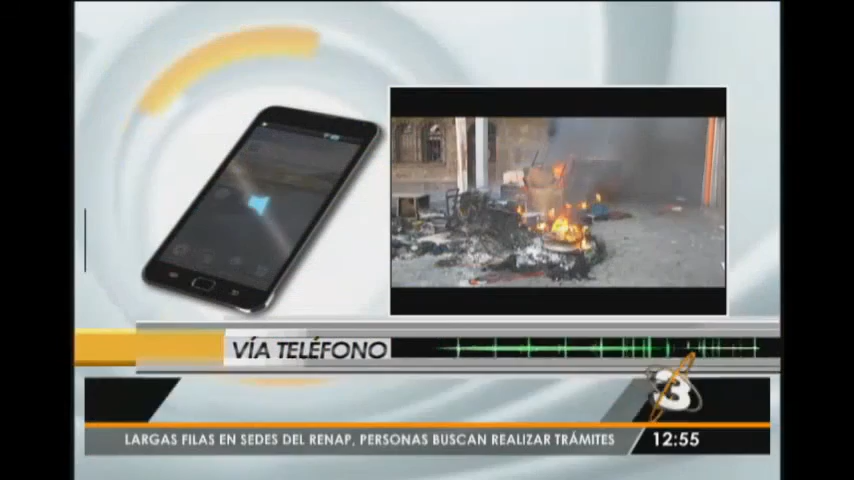 VÍA TELÉFONO
3
LARGAS FILAS EN SEDES DEL RENAP, PERSONAS BUSCAN REALIZAR TRÁMITES
12:55